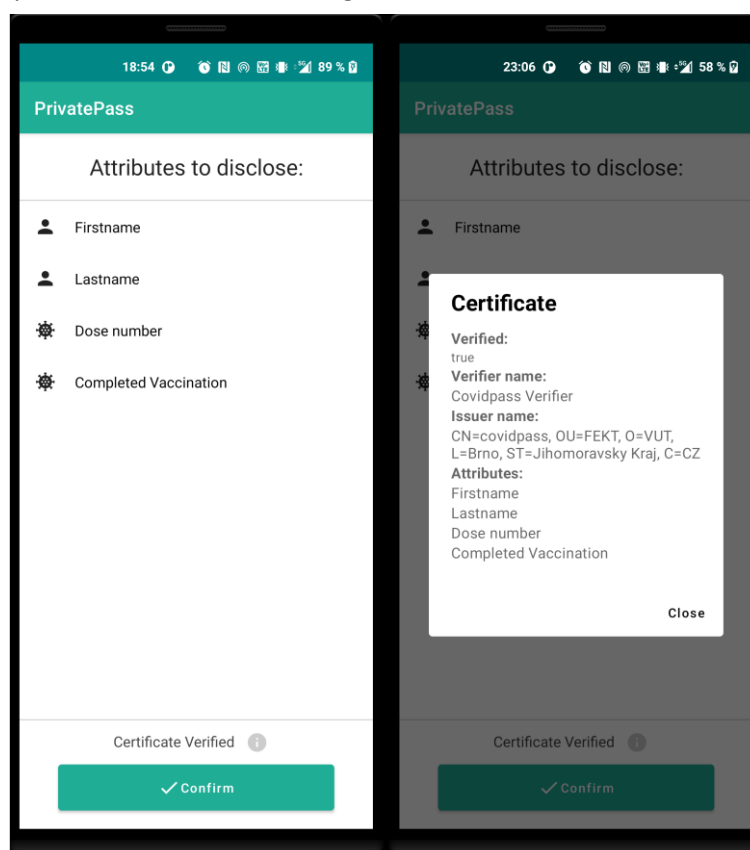 18:54 89 %
PrivatePass
Attributes to disclose:
Firstname
Lastname
Dose number
Completed Vaccination
Certificate Verified
Confirm
23:06 58 %
PrivatePass
Attributes to disclose:
Firstname
Certificate
Verified:
true
Verifier name:
Covidpass Verifier
Issuer name:
CN=covidpass, OU=FEKT, O=VUT,
L=Brno, ST=Jihomoravsky Kraj, C=CZ
Attributes:
Firstname
Lastname
Dose number
Completed Vaccination
Close
Certificate Verified
Confirm